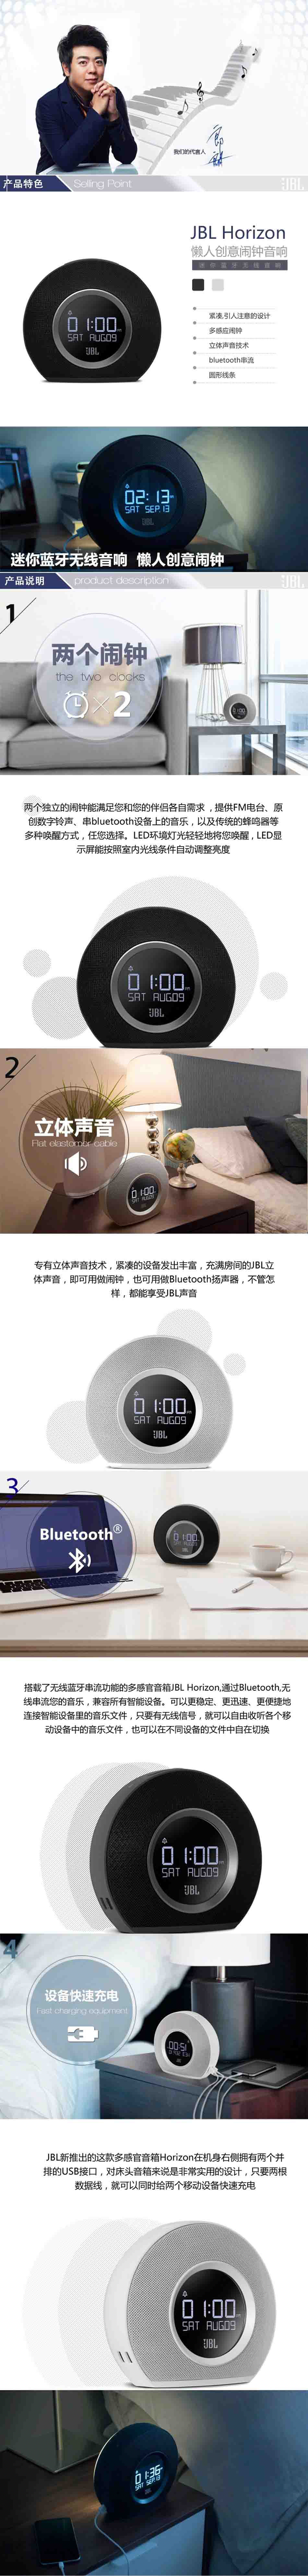 我们的代言人
产品特色
Selling Point
JBL
JBL Horizon
懒人创意闹钟音响
迷你蓝牙无线音响
紧凑,引人注意的设计
多感应闹钟
立体声音技术
bluetooth串流
圆形线条
0 1:00
SAT AUG09
JBL
02:13
SAT SEP.13
JBL
迷你蓝牙无线音响 懒人创意闹钟
产品说明
product description
JBL
1
两个闹钟
the two clocks
×2
两个独立的闹钟能满足您和您的伴侣各自需求 , 提供FM电台、原
创数字铃声、串bluetooth设备上的音乐 , 以及传统的蜂鸣器等
多种唤醒方式 , 任您选择。LED环境灯光轻轻地将您唤醒 , LED显
示屏能按照室内光线条件自动调整亮度
0 1:00
SAT AUG09
JBL
2
立体声音
Flat elastomer cable
专有立体声音技术，紧凑的设备发出丰富，充满房间的JBL立
体声音，即可用做闹钟，也可用做Bluetooth扬声器，不管怎
样，都能享受JBL声音
0 1:00
SAT AUG09
JBL
3
Bluetooth®
搭载了无线蓝牙串流功能的多感官音箱JBL Horizon,通过Bluetooth,无
线串流您的音乐，兼容所有智能设备。可以更稳定、更迅速、更便捷地
连接智能设备里的音乐文件，只要有无线信号，就可以自由收听各个移
动设备中的音乐文件，也可以在不同设备的文件中自在切换
0 1:00
SAT AUG09
JBL
4
设备快速充电
Fast charging equipment
00:51
JBL新推出的这款多感官音箱Horizon在机身右侧拥有两个并
排的USB接口，对床头音箱来说是非常实用的设计，只要两根
数据线，就可以同时给两个移动设备快速充电
0 1:00
SAT AUG09
JBL
01:36
SAT SEP.13